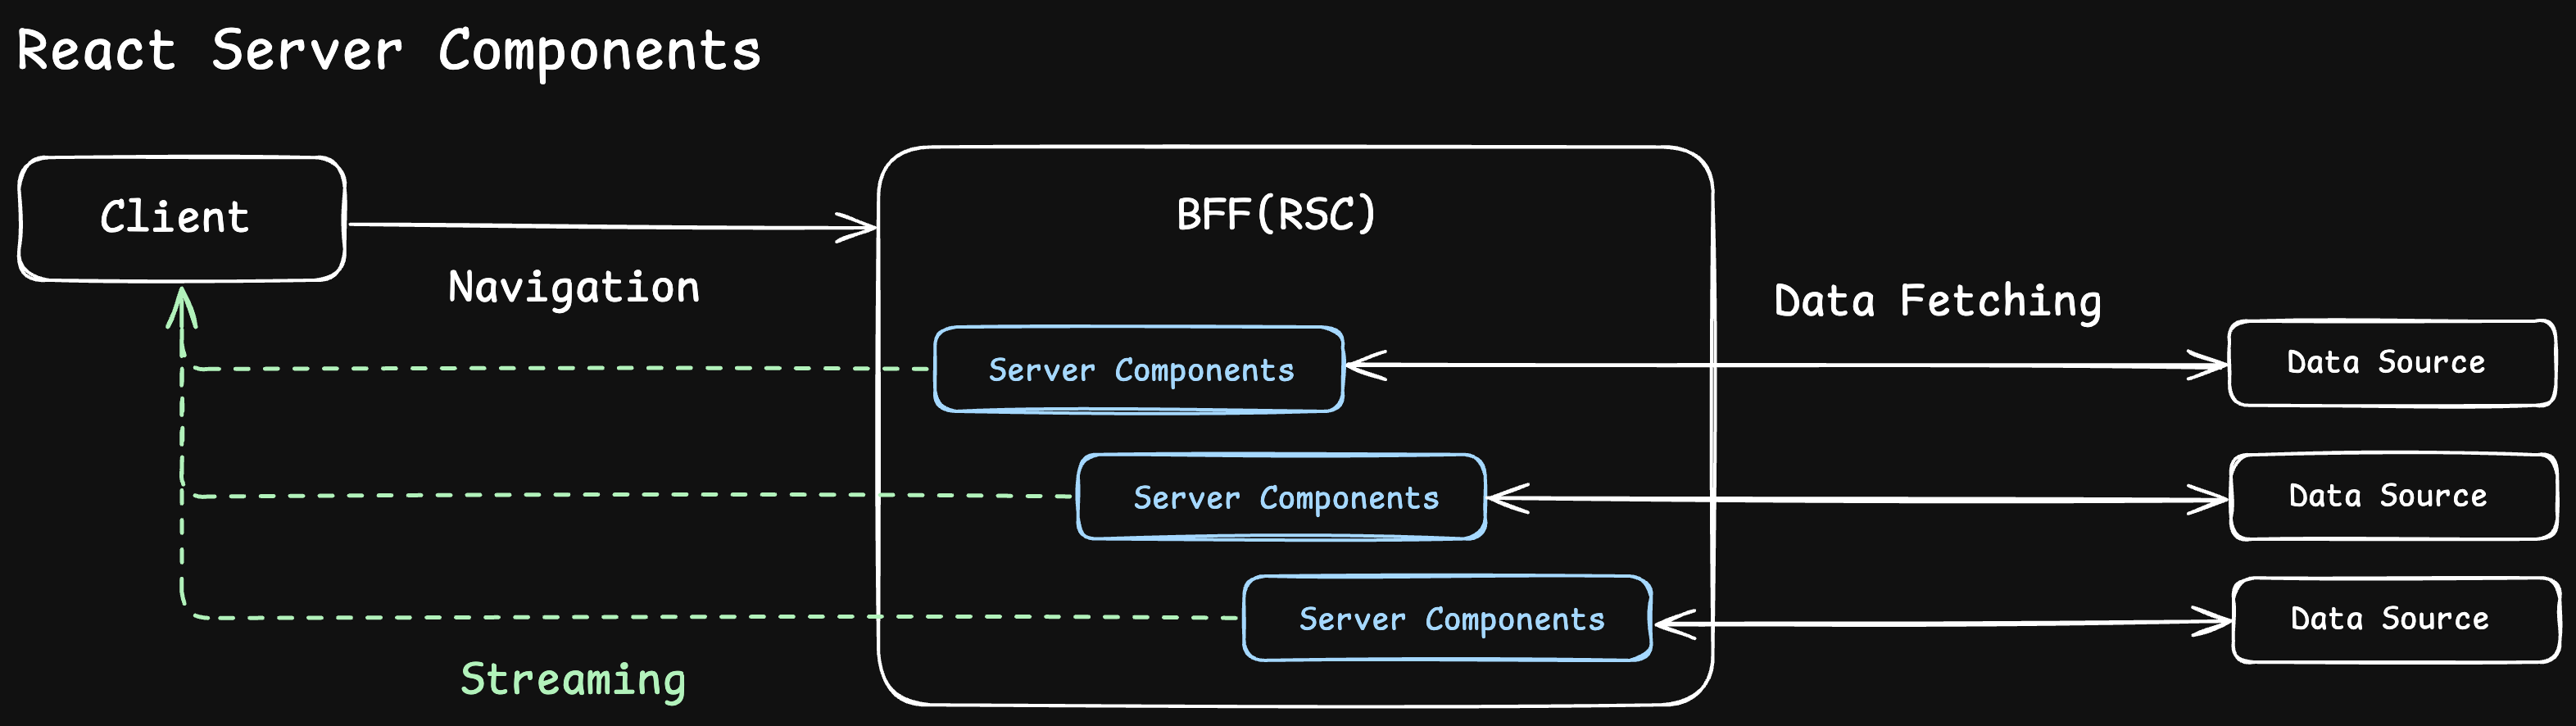 React Server Components
Client
BFF(RSC)
Navigation
Data Fetching
Server Components
Data Source
Server Components
Data Source
Server Components
Data Source
Streaming